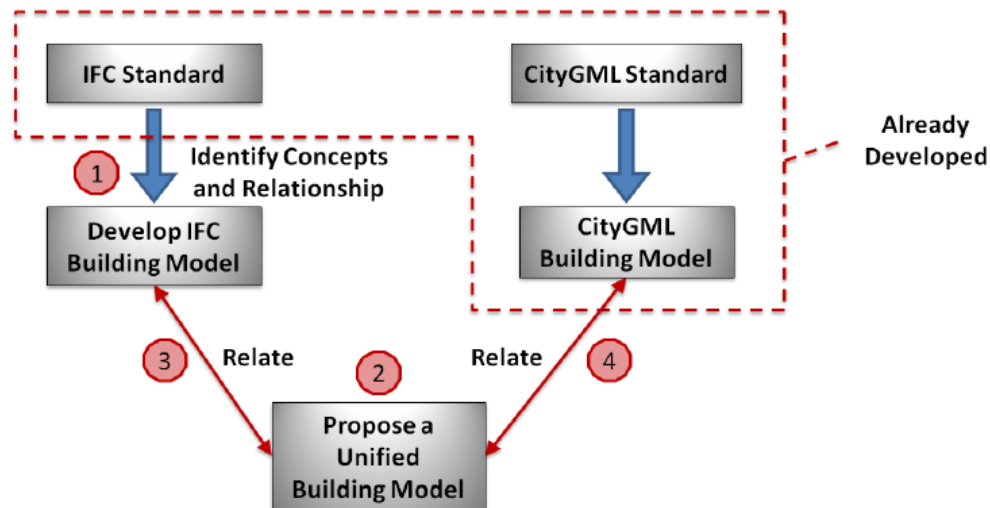 IFC Standard
CityGML Standard
Already
Developed
1
Identify Concepts
and Relationship
Develop IFC
Building Model
CityGML
Building Model
3
Relate
2
Relate
4
Propose a
Unified
Building Model